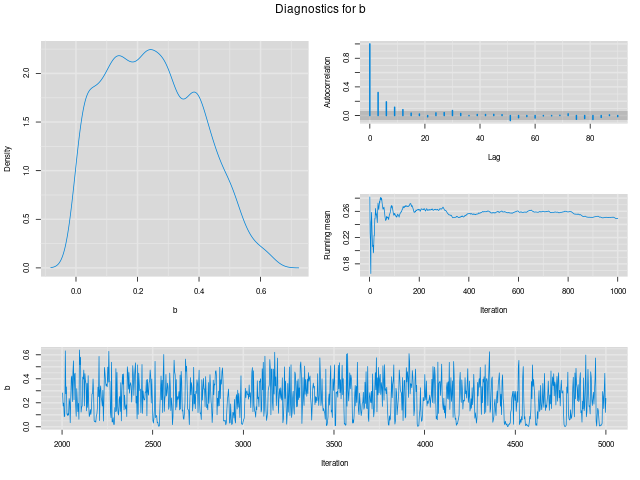 Diagnostics for b
Density
0.0 0.5 1.0 1.5 2.0
0.0 0.2 0.4 0.6
b
Autocorrelation
0.0 0.4 0.8
0 20 40 60 80
Lag
Running mean
0.18 0.22 0.26
0 200 400 600 800 1000
Iteration
b
0.0 0.2 0.4 0.6
2000 2500 3000 3500 4000 4500 5000
Iteration